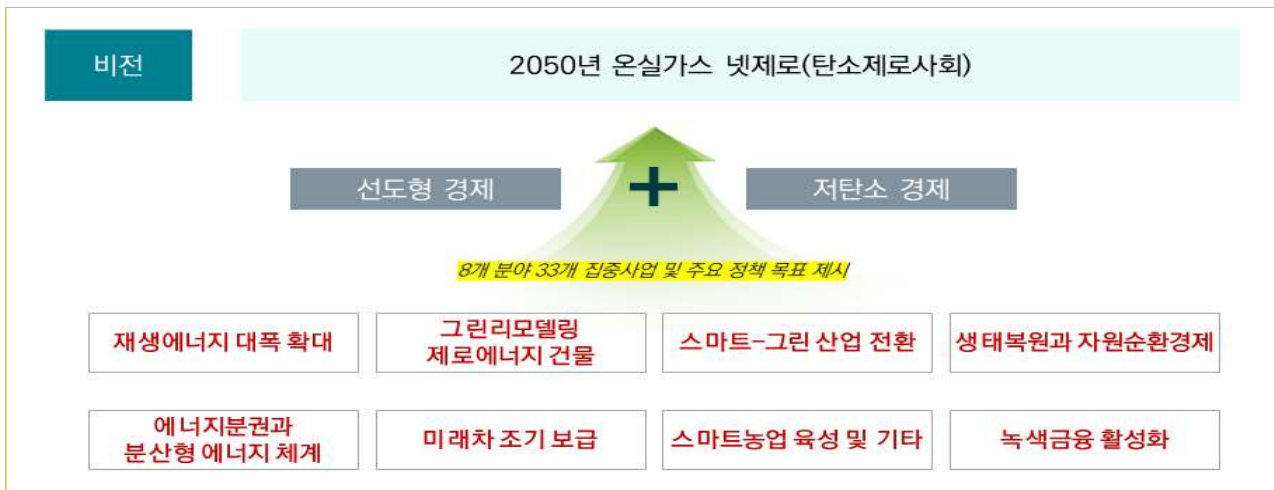 비전
2050년 온실가스 넷제로(탄소제로사회)
선도형 경제
+
저탄소 경제
8개 분야 33개 집중사업 및 주요 정책 목표 제시
재생에너지 대폭 확대
그린리모델링
제로에너지 건물
스마트-그린 산업 전환
생태복원과 자원순환경제
에너지분권과
분산형 에너지 체계
미래차 조기 보급
스마트농업 육성 및 기타
녹색금융 활성화